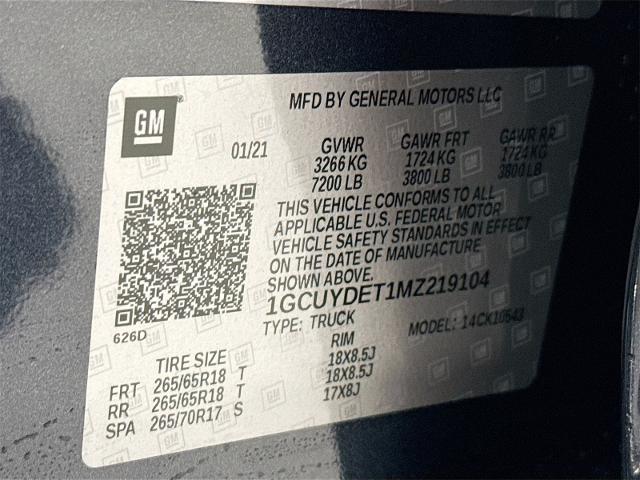 MFD BY GENERAL MOTORS LLC
GM
01/21
GVWR GAWR FRT GAWR RR
3266 KG 1724 KG 1724 KG
7200 LB 3800 LB 3800 LB
THIS VEHICLE CONFORMS TO ALL
APPLICABLE U.S. FEDERAL MOTOR
VEHICLE SAFETY STANDARDS IN EFFECT
ON THE DATE OF MANUFACTURE
SHOWN ABOVE.
1GCUYDET1MZ219104
626D
TYPE: TRUCK MODEL: 14CK10543
TIRE SIZE RIM
FRT 265/65R18 T 18X8.5J
RR 265/65R18 T 18X8.5J
SPA 265/70R17 S 17X8J